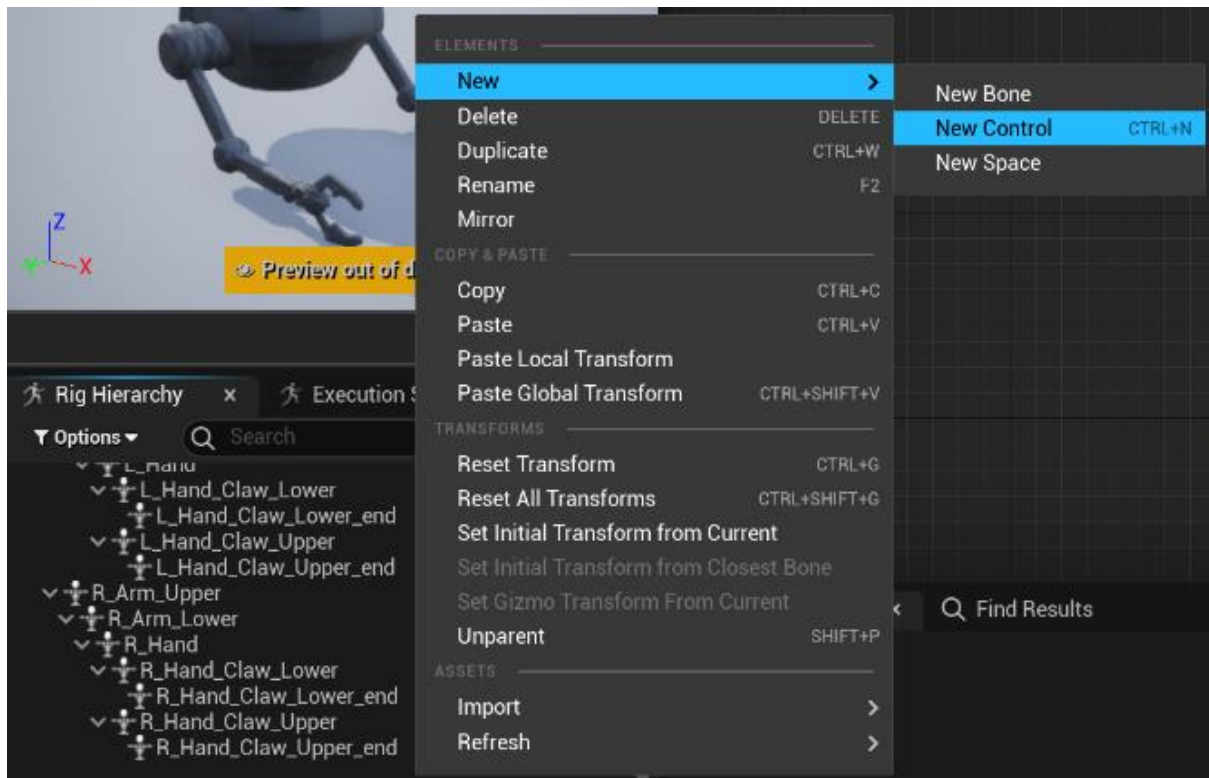 ELEMENTS
New
New Bone
Delete DELETE
New Control CTRL+N
Duplicate CTRL+W
New Space
Rename F2
Mirror
Z
COPY & PASTE
Y X
Preview out of d
Copy CTRL+C
Paste CTRL+V
Paste Local Transform
Rig Hierarchy × Execution S
Paste Global Transform CTRL+SHIFT+V
Options Search
TRANSFORMS
L_Hand
Reset Transform CTRL+G
L_Hand_Claw_Lower
Reset All Transforms CTRL+SHIFT+G
L_Hand_Claw_Lower_end
Set Initial Transform from Current
L_Hand_Claw_Upper
L_Hand_Claw_Upper_end
Set Initial Transform from Closest Bone
R_Arm_Upper
Set Gizmo Transform From Current
Find Results
R_Arm_Lower
Unparent SHIFT+P
R_Hand
R_Hand_Claw_Lower
ASSETS
R_Hand_Claw_Lower_end
Import
R_Hand_Claw_Upper
Refresh
R_Hand_Claw_Upper_end